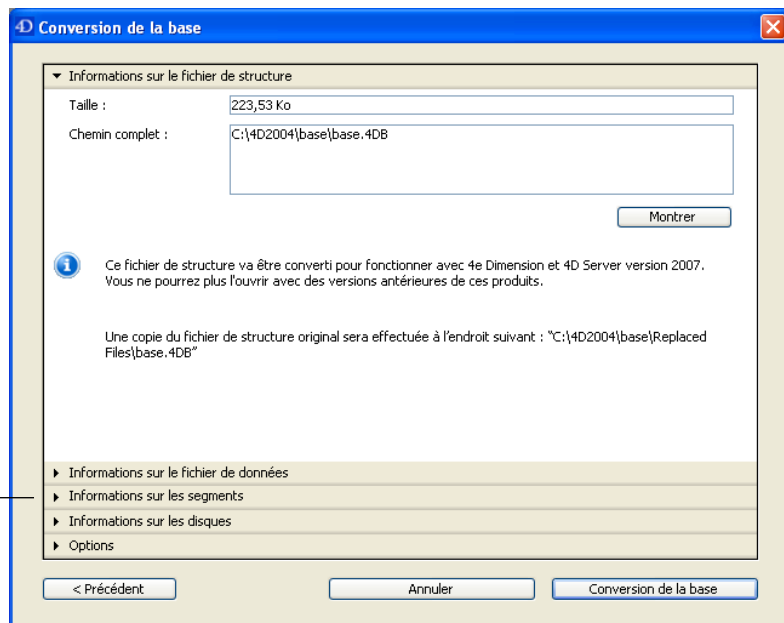 4D Conversion de la base
Informations sur le fichier de structure
Taille :
223,53 Ko
Chemin complet :
C:\4D2004\base\base.4DB
Montrer
Ce fichier de structure va être converti pour fonctionner avec 4e Dimension et 4D Server version 2007.
Vous ne pourrez plus l'ouvrir avec des versions antérieures de ces produits.
Une copie du fichier de structure original sera effectuée à l'endroit suivant : "C:\4D2004\base\Replaced
Files\base.4DB"
Informations sur le fichier de données
Informations sur les segments
Informations sur les disques
Options
< Précédent
Annuler
Conversion de la base